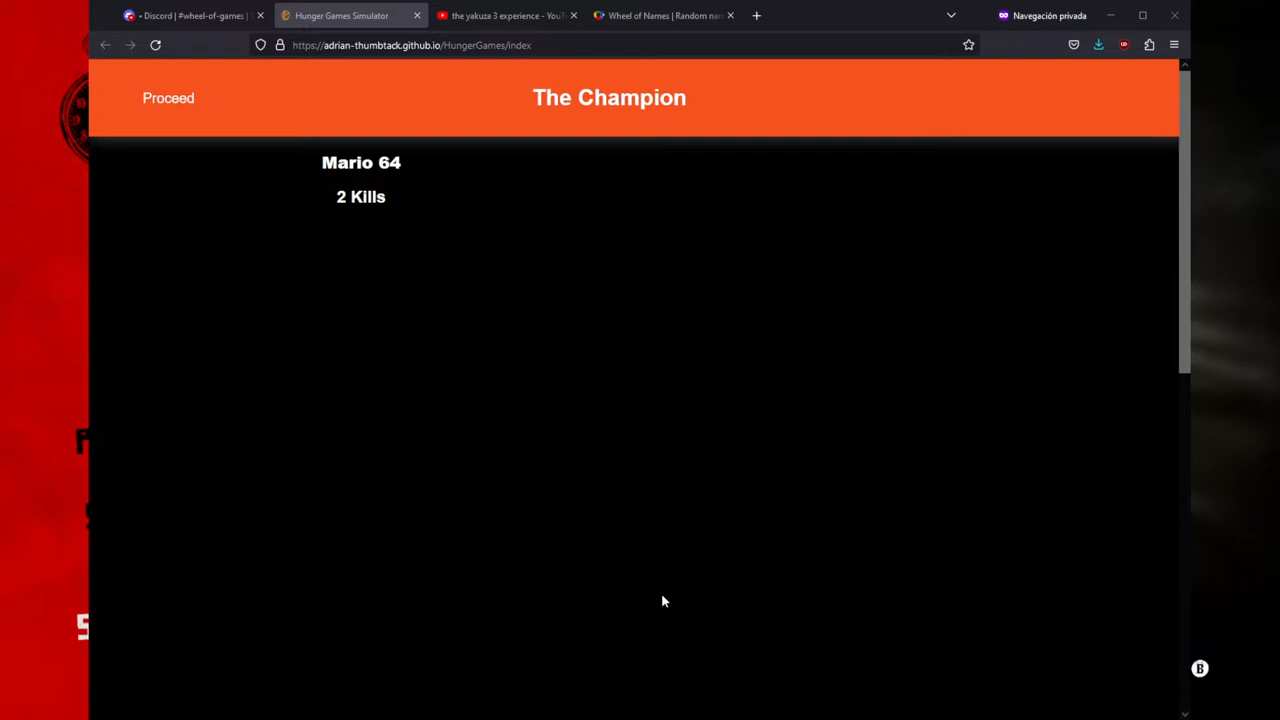 • Discord | #wheel-of-games |
Hunger Games Simulator
the yakuza 3 experience - YouT
Wheel of Names | Random nam
Navegación privada
https://adrian-thumbtack.github.io/HungerGames/index
Proceed
The Champion
Mario 64
2 Kills
B